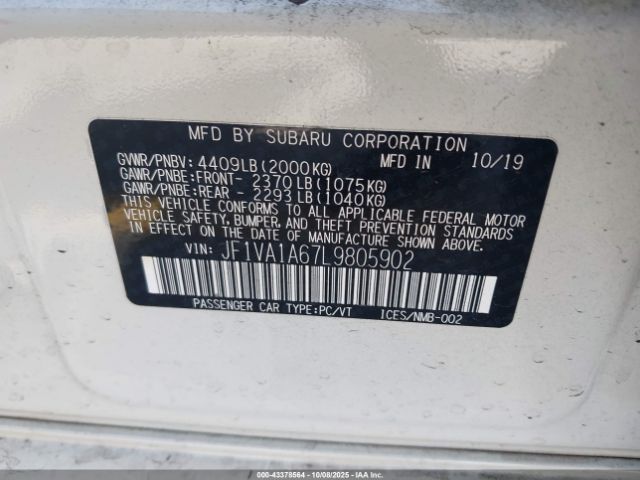 MFD BY SUBARU CORPORATION
GVWR/PNBV: 4409LB(2000KG) MFD IN 10/19
GAWR/PNBE:FRONT- 2370LB(1075KG)
GAWR/PNBE:REAR - 2293LB(1040KG)
THIS VEHICLE CONFORMS TO ALL APPLICABLE FEDERAL MOTOR
VEHICLE SAFETY, BUMPER, AND THEFT PREVENTION STANDARDS
IN EFFECT ON THE DATE OF MANUFACTURE SHOWN ABOVE.
VIN: JF1VA1A67L9805902
PASSENGER CAR TYPE:PC/VT ICES/NMB-002
000-43378564 - 10/08/2025 - IAAI.COM